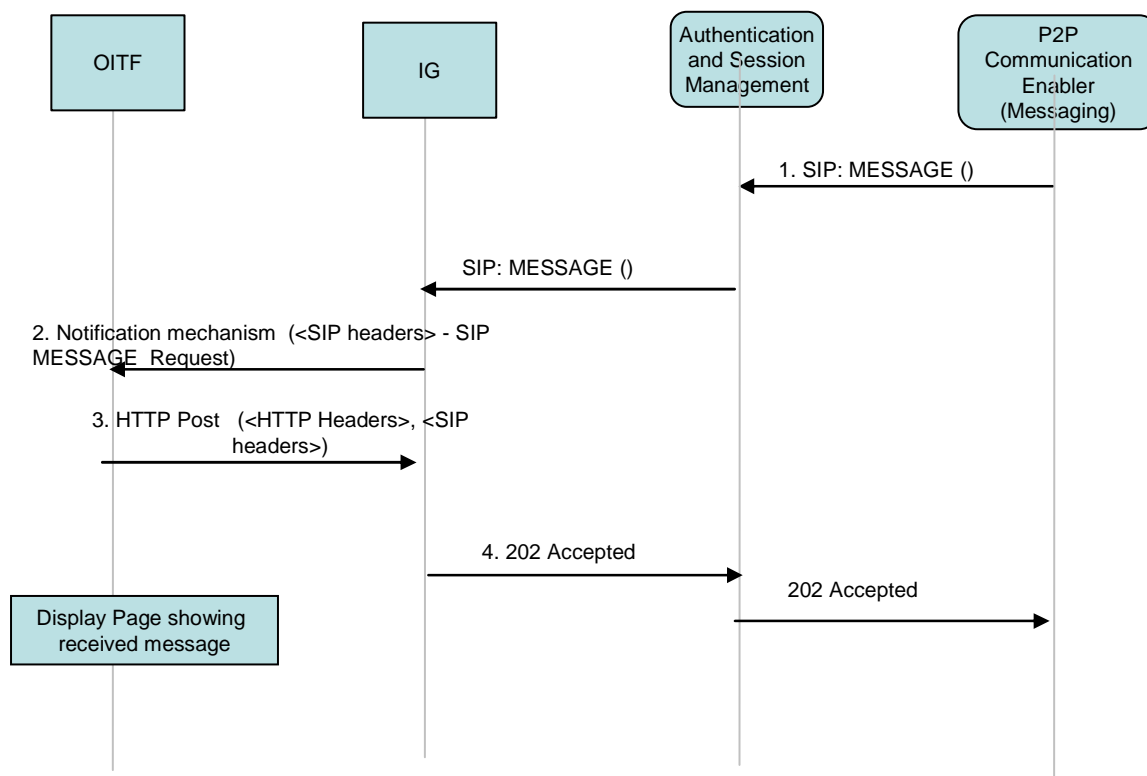 OITF
IG
Authentication
and Session
Management
P2P
Communication
Enabler
(Messaging)
1. SIP: MESSAGE ()
SIP: MESSAGE ()
2. Notification mechanism (<SIP headers> - SIP
MESSAGE Request)
3. HTTP Post (<HTTP Headers>, <SIP
headers>)
4. 202 Accepted
202 Accepted
Display Page showing
received message